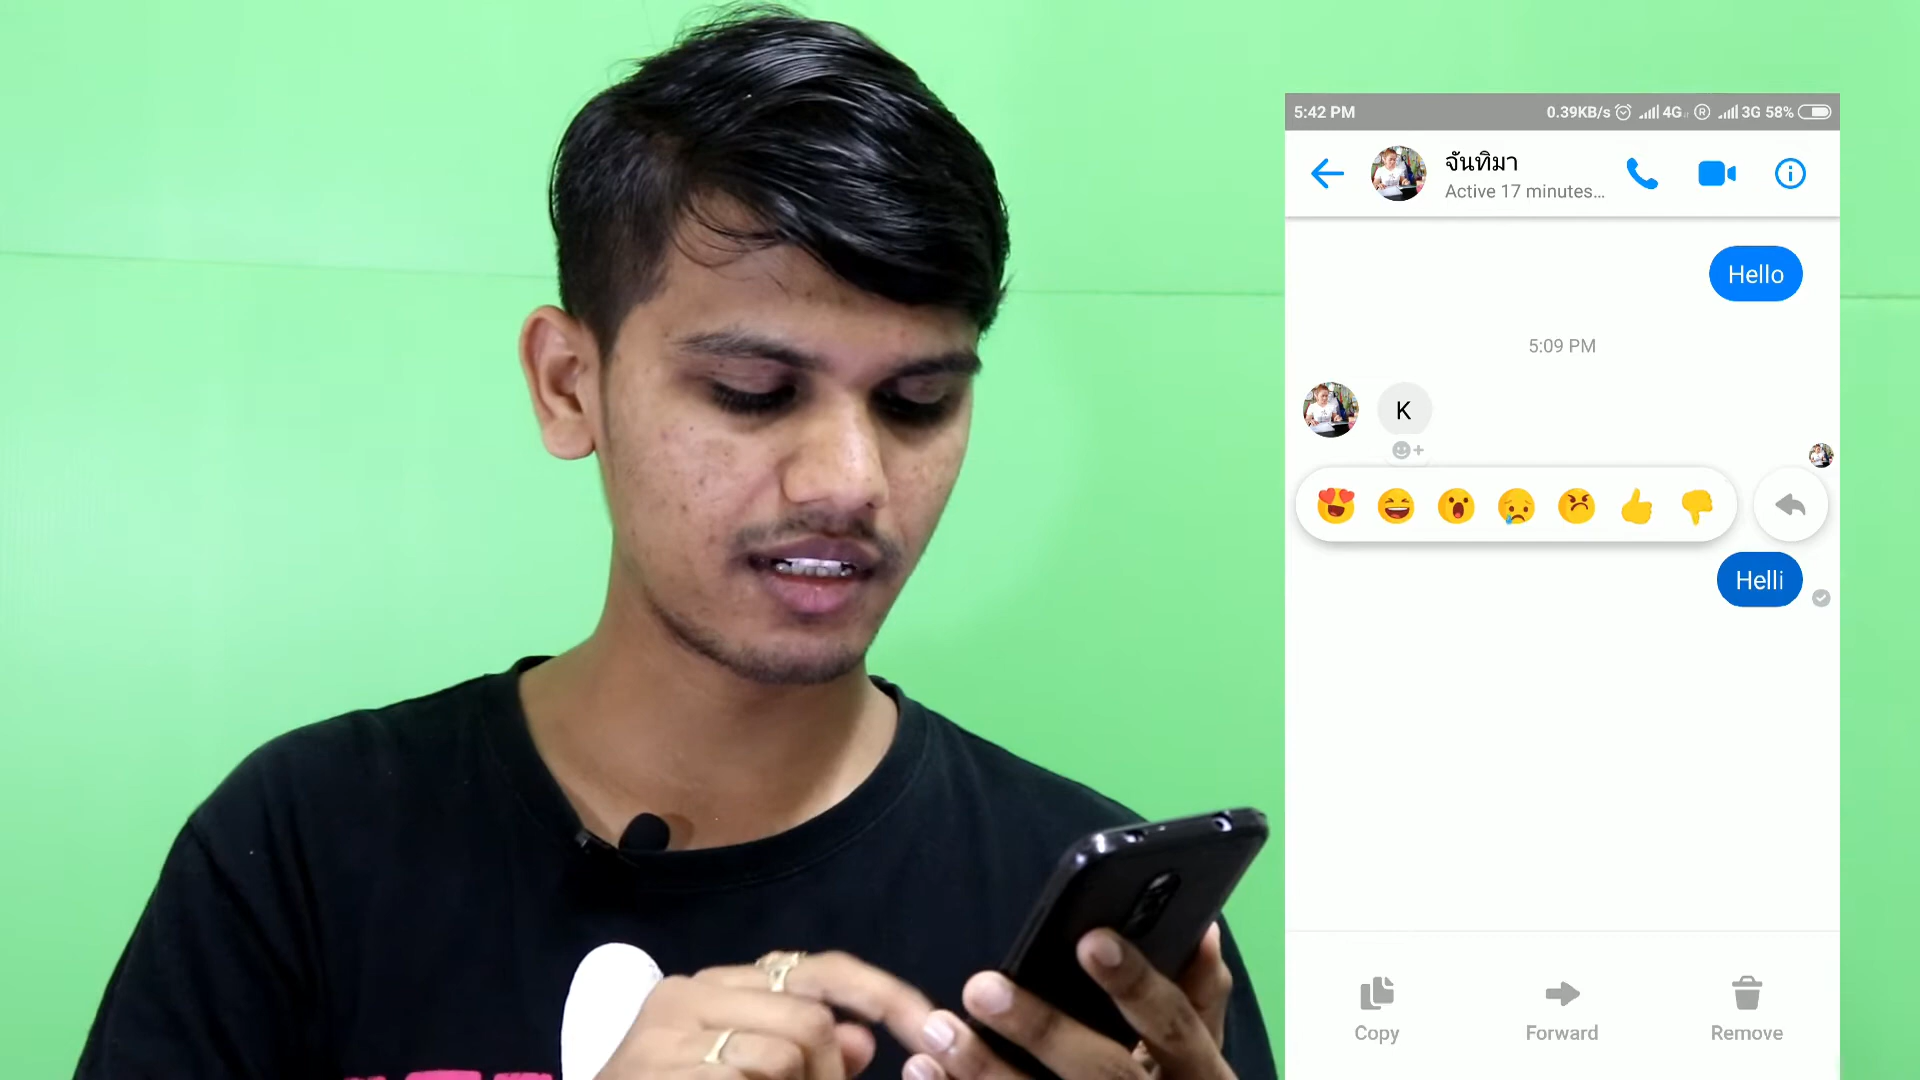 5:42 PM
0.39KB/s 4G R 3G 58%
จันทิมา
Active 17 minutes...
Hello
5:09 PM
K
Helli
Copy
Forward
Remove